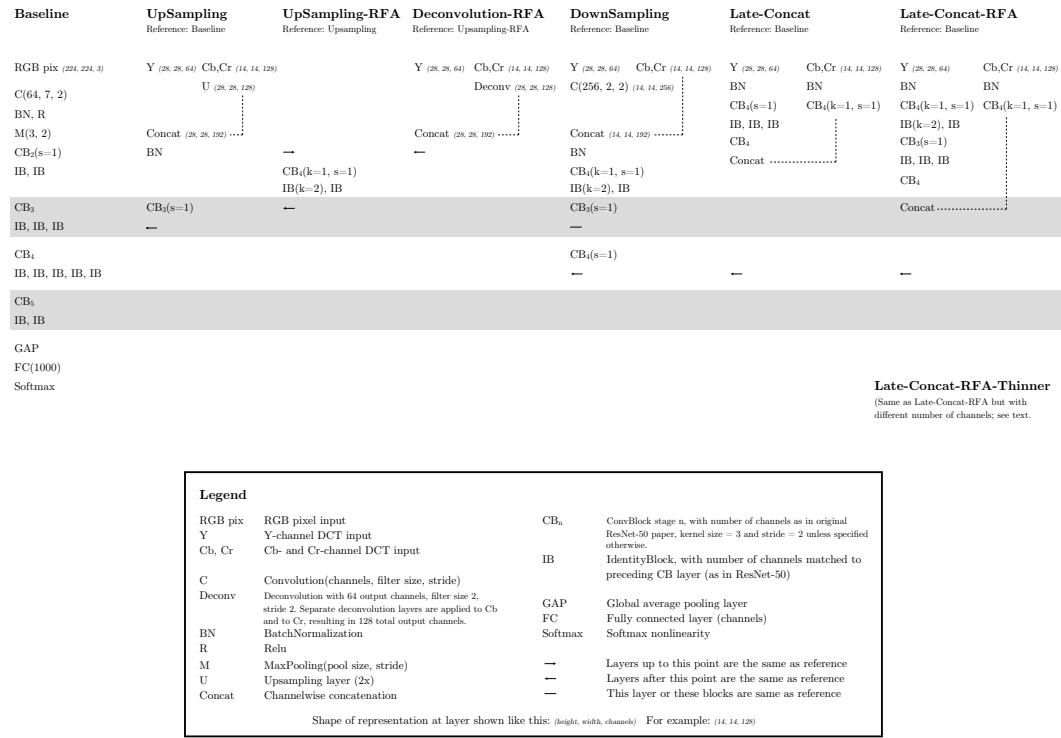 Baseline UpSampling UpSampling-RFA Deconvolution-RFA DownSampling Late-Concat Late-Concat-RFA
Reference: Baseline Reference: Upsampling Reference: Upsampling-RFA Reference: Baseline Reference: Baseline Reference: Baseline
RGB pix (224, 224, 3) Y (28, 28, 64) Cb,Cr (14, 14, 128) Y (28, 28, 64) Cb,Cr (14, 14, 128) Y (28, 28, 64) Cb,Cr (14, 14, 128) Y (28, 28, 64) Cb,Cr (14, 14, 128) Y (28, 28, 64) Cb,Cr (14, 14, 128)
C(64, 7, 2) U (28, 28, 128) Deconv (28, 28, 128) C(256, 2, 2) (14, 14, 256) BN BN BN BN
BN, R CB4(s=1) CB4(k=1, s=1) CB4(k=1, s=1) CB4(k=1, s=1)
M(3, 2) Concat (28, 28, 192) Concat (28, 28, 192) Concat (14, 14, 192) IB, IB, IB IB(k=2), IB
CB2(s=1) BN → ← BN CB4 CB3(s=1)
IB, IB CB4(k=1, s=1) CB4(k=1, s=1) Concat IB, IB, IB
IB(k=2), IB IB(k=2), IB CB4
CB3 CB3(s=1) ← CB3(s=1) Concat
IB, IB, IB ← —
CB4 CB4(s=1)
IB, IB, IB, IB, IB ← ← ←
CB5
IB, IB
GAP
FC(1000)
Softmax Late-Concat-RFA-Thinner
(Same as Late-Concat-RFA but with
different number of channels; see text.
Legend
RGB pix RGB pixel input
Y Y-channel DCT input
Cb, Cr Cb- and Cr-channel DCT input
C Convolution(channels, filter size, stride)
Deconv Deconvolution with 64 output channels, filter size 2,
stride 2. Separate deconvolution layers are applied to Cb
and to Cr, resulting in 128 total output channels.
BN BatchNormalization
R Relu
M MaxPooling(pool size, stride)
U Upsampling layer (2x)
Concat Channelwise concatenation
CBn ConvBlock stage n, with number of channels as in original
ResNet-50 paper, kernel size = 3 and stride = 2 unless specified
otherwise.
IB IdentityBlock, with number of channels matched to
preceding CB layer (as in ResNet-50)
GAP Global average pooling layer
FC Fully connected layer (channels)
Softmax Softmax nonlinearity
→ Layers up to this point are the same as reference
← Layers after this point are the same as reference
— This layer or these blocks are same as reference
Shape of representation at layer shown like this: (height, width, channels) For example: (14, 14, 128)